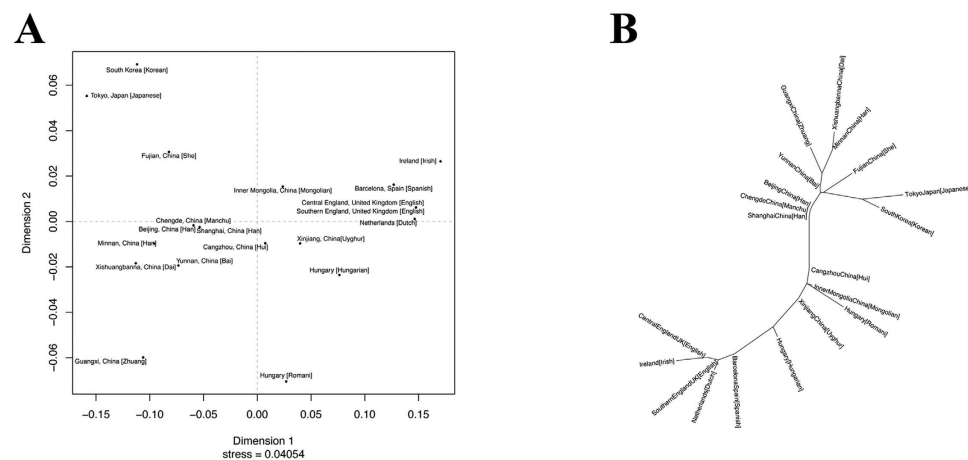 A
B
South Korea [Korean]
Tokyo, Japan [Japanese]
Fujian, China [She]
Ireland [Irish]
Inner Mongolia, China [Mongolian]
Barcelona, Spain [Spanish]
Central England, United Kingdom [English]
Southern England, United Kingdom [English]
Chengde, China [Manchu]
Netherlands [Dutch]
Beijing, China [Han]
Shanghai, China [Han]
Minnan, China [Han]
Cangzhou, China [Hui]
Xinjiang, China[Uyghur]
Xishuangbanna, China [Dai]
Yunnan, China [Bai]
Hungary [Hungarian]
Guangxi, China [Zhuang]
Hungary [Romani]
0.06
0.04
0.02
0.00
−0.02
−0.04
−0.06
Dimension 2
−0.15
−0.10
−0.05
0.00
0.05
0.10
0.15
Dimension 1
stress = 0.04054
GuangxiChina[Zhuang]
XishuangbannaChina[Dai]
MinnanChina[Han]
FujianChina[She]
YunnanChina[Bai]
TokyoJapan[Japanese]
SouthKorea[Korean]
BeijingChina[Han]
ChengdeChina[Manchu]
ShanghaiChina[Han]
CangzhouChina[Hui]
InnerMongoliaChina[Mongolian]
Hungary[Romani]
XinjiangChina[Uyghur]
Hungary[Hungarian]
CentralEnglandUK[English]
Ireland[Irish]
SouthernEnglandUK[English]
Netherlands[Dutch]
BarcelonaSpain[Spanish]